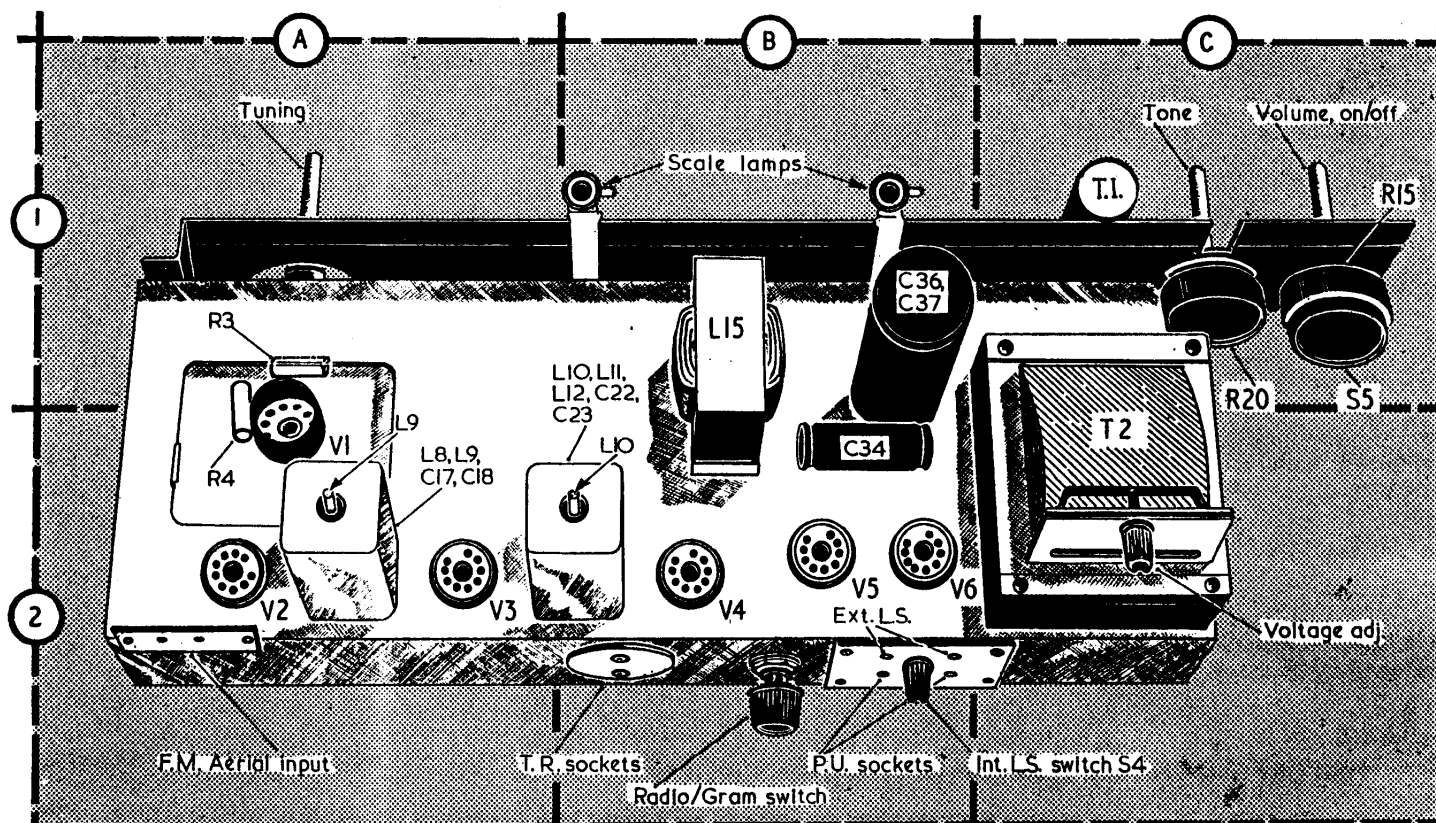 A
B
C
Tuning
Tone
Volume, on/off
Scale lamps
T.I.
1
R15
C36,
C37
L15
R3
L10, L11,
L12, C22,
C23
R20
S5
T2
L9
V1
L8, L9,
C17, C18
L10
C34
R4
2
V2
V3
V4
V5
V6
Ext. L.S.
Voltage adj.
F.M. Aerial input
T.R. sockets
P.U. sockets
Int. L.S. switch S4
Radio/Gram switch